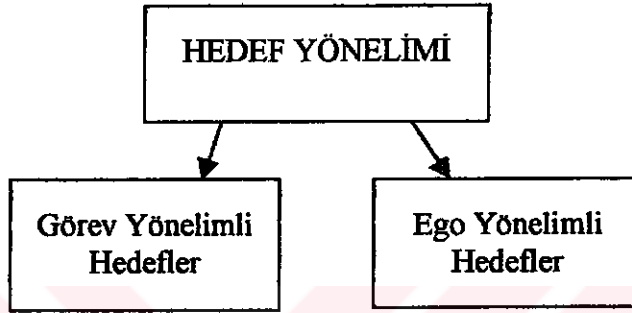 HEDEF YÖNELİMİ
Görev Yönelimli
Hedefler
Ego Yönelimli
Hedefler